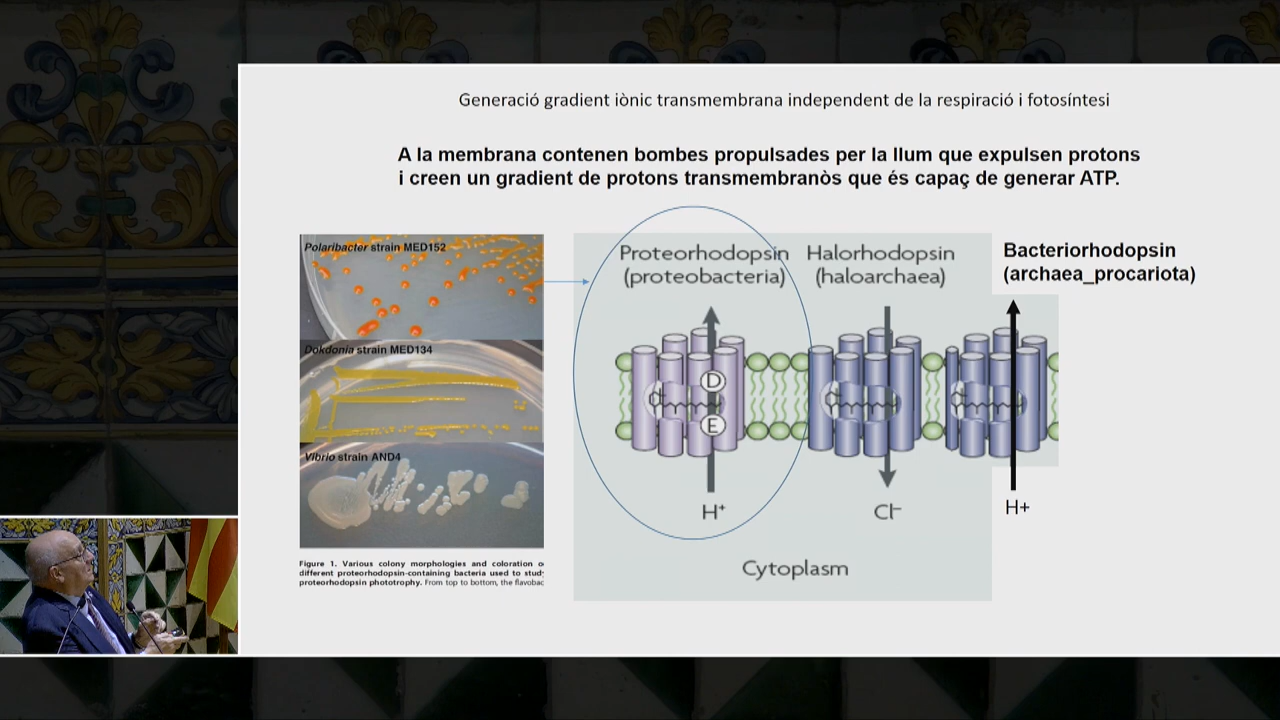 Generació gradient iònic transmembrana independent de la respiració i fotosíntesi
A la membrana contenen bombes propulsades per la llum que expulsen protons
i creen un gradient de protons transmembranòs que és capaç de generar ATP.
Polaribacter strain MED152
Dokdonia strain MED134
Vibrio strain AND4
Figure 1. Various colony morphologies and coloration o
different proteorhodopsin-containing bacteria used to stud
proteorhodopsin phototrophy. From top to bottom, the flavobac
Proteorhodopsin
(proteobacteria)
D
E
H⁺
Halorhodopsin
(haloarchaea)
Cl⁻
Bacteriorhodopsin
(archaea_procariota)
H+
Cytoplasm